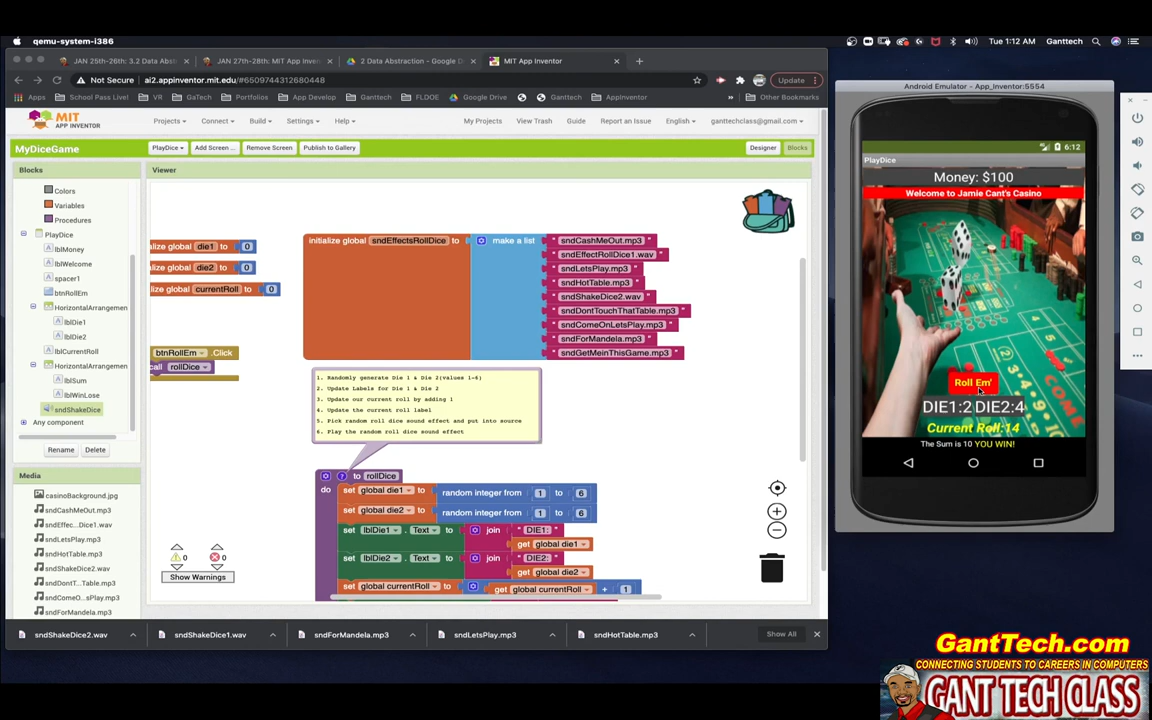 qemu-system-i386
Tue 1:12 AM Ganttech
JAN 25th-26th: 3.2 Data Abst
JAN 27th-28th: MIT App Inven
2 Data Abstraction - Google Dr
MIT App Inventor
Not Secure | ai2.appinventor.mit.edu/#6509744312680448
Update
Apps School Pass Live! VR GaTech Portfolios App Develop Ganttech FLDOE Google Drive Ganttech AppInventor » Other Bookmarks
MIT
APP INVENTOR
Projects Connect Build Settings Help My Projects View Trash Guide Report an Issue English ganttechclass@gmail.com
MyDiceGame
PlayDice Add Screen ... Remove Screen Publish to Gallery Designer Blocks
Blocks
Viewer
Colors
Variables
Procedures
PlayDice
lblMoney
lblWelcome
spacer1
btnRollEm
HorizontalArrangemen
lblDie1
lblDie2
lblCurrentRoll
HorizontalArrangemen
lblSum
lblWinLose
sndShakeDice
Any component
Rename Delete
Media
casinoBackground.jpg
sndCashMeOut.mp3
sndEffec...Dice1.wav
sndLetsPlay.mp3
sndHotTable.mp3
sndShakeDice2.wav
sndDontT...Table.mp3
sndComeO...sPlay.mp3
sndForMandela.mp3
alize global die1 to 0
alize global die2 to 0
alize global currentRoll to 0
btnRollEm .Click
call rollDice
initialize global sndEffectsRollDice to make a list
" sndCashMeOut.mp3 "
" sndEffectRollDice1.wav "
" sndLetsPlay.mp3 "
" sndHotTable.mp3 "
" sndShakeDice2.wav "
" sndDontTouchThatTable.mp3 "
" sndComeOnLetsPlay.mp3 "
" sndForMandela.mp3 "
" sndGetMeinThisGame.mp3 "
1. Randomly generate Die 1 & Die 2(values 1-6)
2. Update Labels for Die 1 & Die 2
3. Update our current roll by adding 1
4. Update the current roll label
5. Pick random roll dice sound effect and put into source
6. Play the random roll dice sound effect
to rollDice
do set global die1 to random integer from 1 to 6
set global die2 to random integer from 1 to 6
set lblDie1 . Text to join " DIE1: "
get global die1
set lblDie2 . Text to join " DIE2: "
get global die2
set global currentRoll to get global currentRoll + 1
0 0
Show Warnings
sndShakeDice2.wav sndShakeDice1.wav sndForMandela.mp3 sndLetsPlay.mp3 sndHotTable.mp3 Show All
Android Emulator - App_Inventor:5554
6:12
PlayDice
Money: $100
Welcome to Jamie Cant's Casino
COME
Roll Em'
DIE1:2 DIE2:4
Current Roll:14
The Sum is 10 YOU WIN!
GantTech.com
CONNECTING STUDENTS TO CAREERS IN COMPUTERS
GANT TECH CLASS